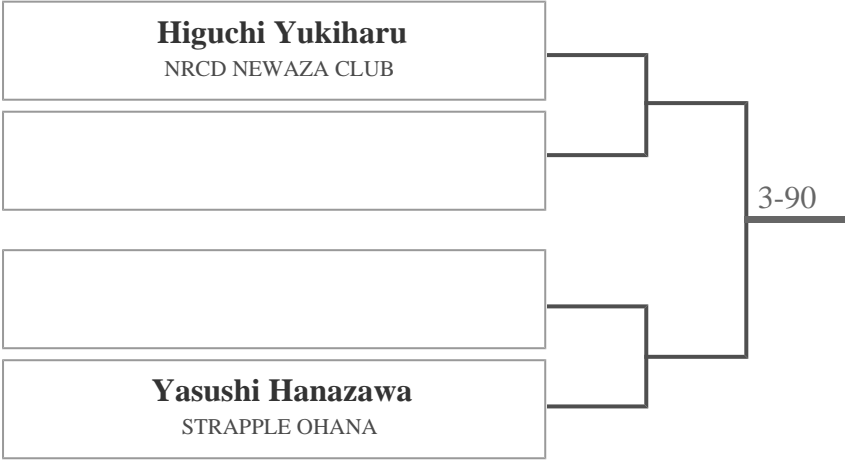 Higuchi Yukiharu
NRCD NEWAZA CLUB
3-90
Yasushi Hanazawa
STRAPPLE OHANA